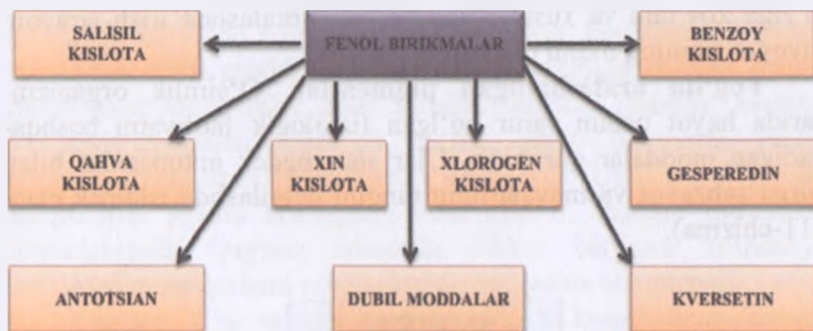 SALISIL
KISLOTA
FENOL BIRIKMALAR
BENZOY
KISLOTA
QAHVA
KISLOTA
XIN
KISLOTA
XLOROGEN
KISLOTA
GESPEREDIN
ANTOTSIAN
DUBIL MODDALAR
KVERSETIN